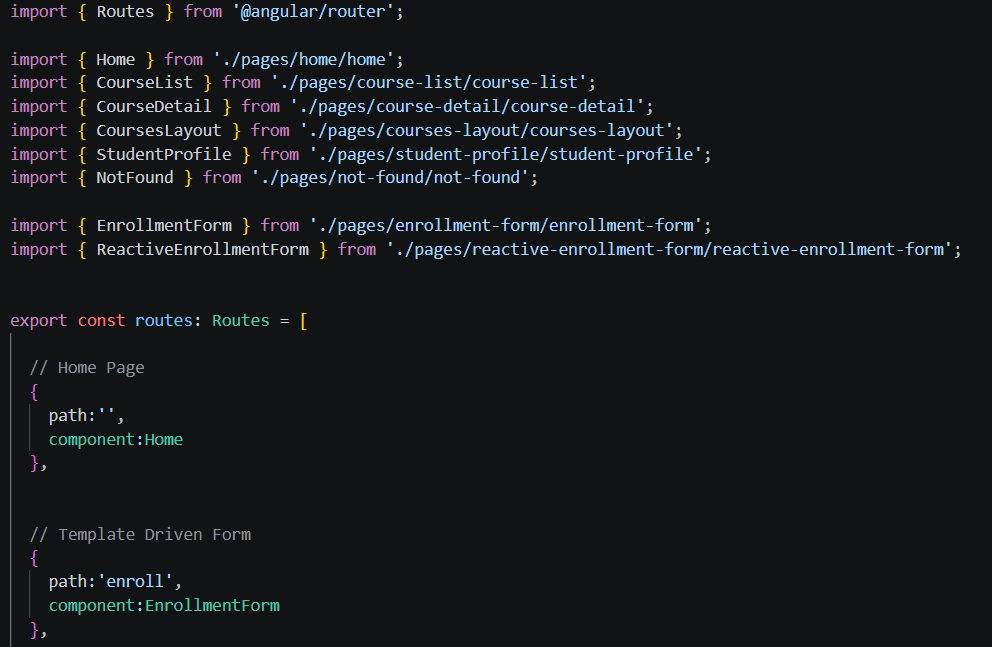 import { Routes } from '@angular/router';
import { Home } from './pages/home/home';
import { CourseList } from './pages/course-list/course-list';
import { CourseDetail } from './pages/course-detail/course-detail';
import { CoursesLayout } from './pages/courses-layout/courses-layout';
import { StudentProfile } from './pages/student-profile/student-profile';
import { NotFound } from './pages/not-found/not-found';
import { EnrollmentForm } from './pages/enrollment-form/enrollment-form';
import { ReactiveEnrollmentForm } from './pages/reactive-enrollment-form/reactive-enrollment-form';
export const routes: Routes = [
// Home Page
{
path:'',
component:Home
},
// Template Driven Form
{
path:'enroll',
component:EnrollmentForm
},